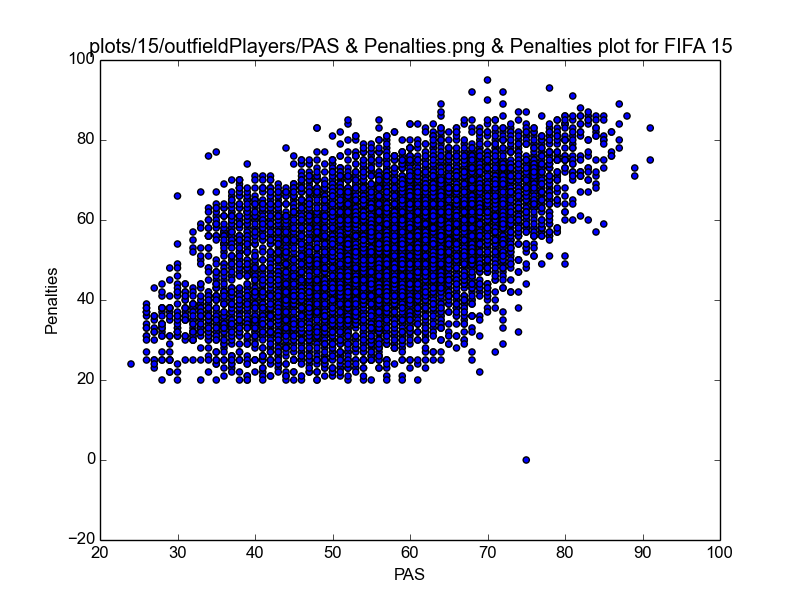 plots/15/outfieldPlayers/PAS & Penalties.png & Penalties plot for FIFA 15
100
80
60
40
20
0
−20
Penalties
20 30 40 50 60 70 80 90 100
PAS